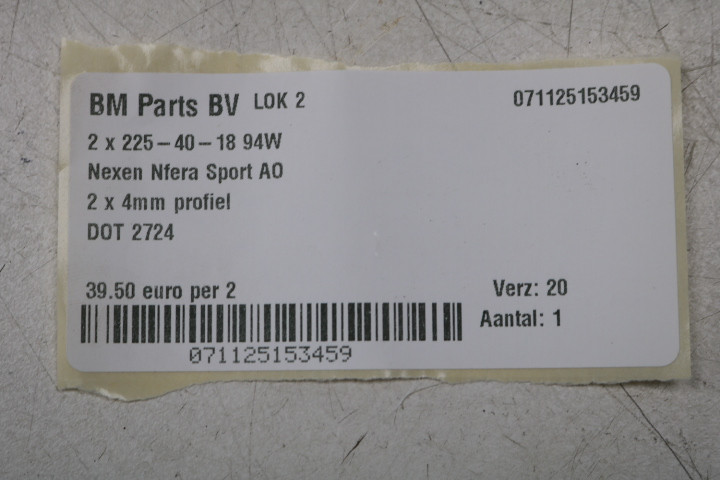 BM Parts BV LOK 2 071125153459
2 x 225-40-18 94W
Nexen Nfera Sport AO
2 x 4mm profiel
DOT 2724
39.50 euro per 2 Verz: 20
Aantal: 1
071125153459